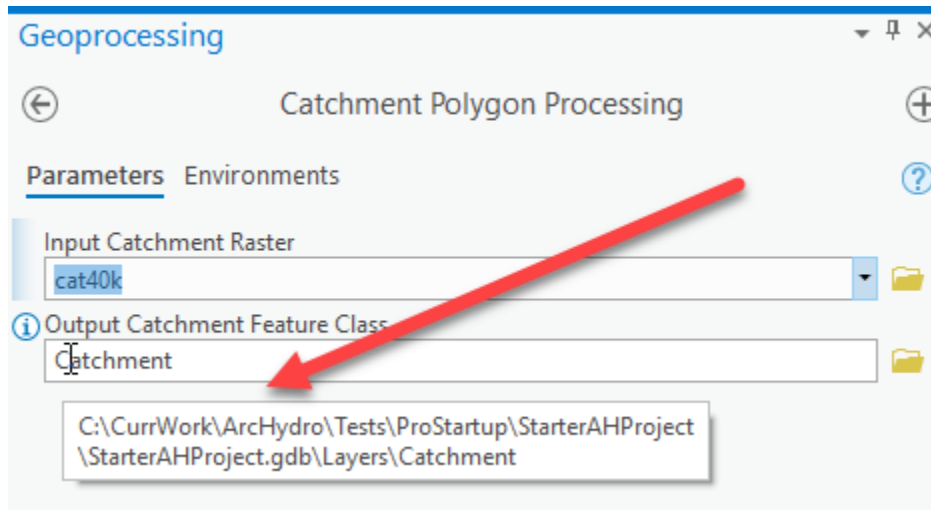 Geoprocessing
Catchment Polygon Processing
Parameters Environments
Input Catchment Raster
cat40k
Output Catchment Feature Class
Catchment
C:\CurrWork\ArcHydro\Tests\ProStartup\StarterAHProject
\StarterAHProject.gdb\Layers\Catchment